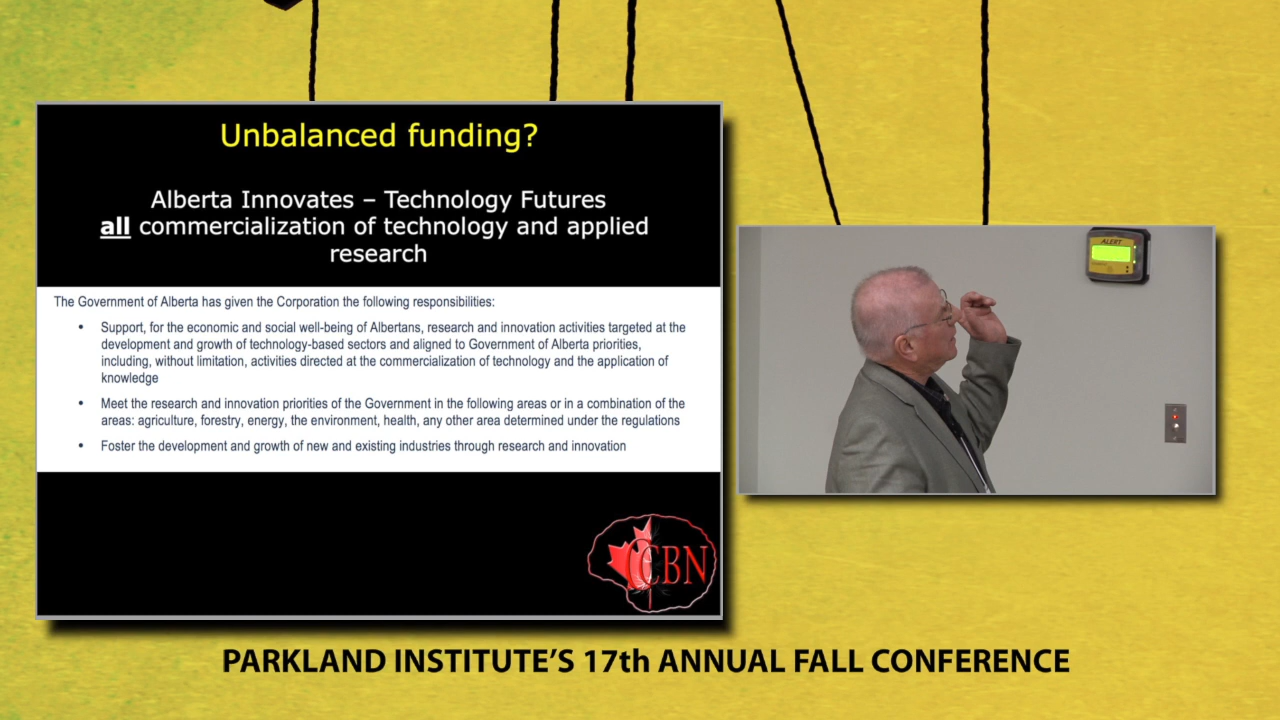 Unbalanced funding?
Alberta Innovates – Technology Futures
all commercialization of technology and applied
research
The Government of Alberta has given the Corporation the following responsibilities:
• Support, for the economic and social well-being of Albertans, research and innovation activities targeted at the
development and growth of technology-based sectors and aligned to Government of Alberta priorities,
including, without limitation, activities directed at the commercialization of technology and the application of
knowledge
• Meet the research and innovation priorities of the Government in the following areas or in a combination of the
areas: agriculture, forestry, energy, the environment, health, any other area determined under the regulations
• Foster the development and growth of new and existing industries through research and innovation
CCBN
ALERT
PARKLAND INSTITUTE'S 17th ANNUAL FALL CONFERENCE